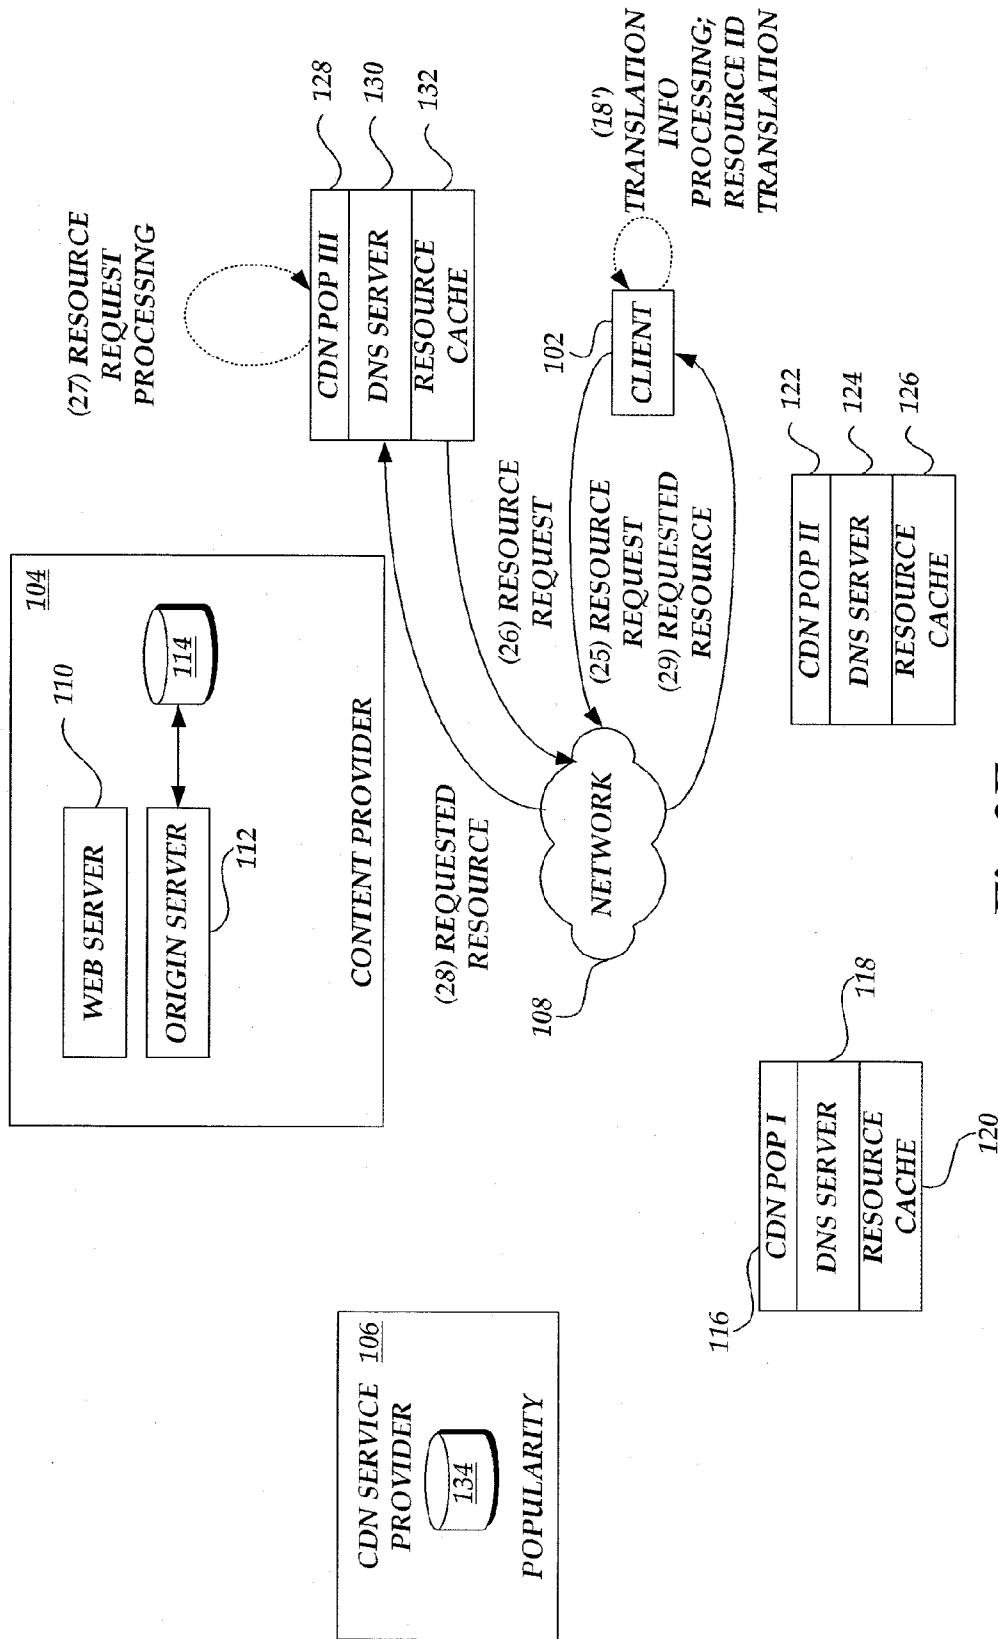 CDN SERVICE
PROVIDER
106
134
POPULARITY
WEB SERVER
110
104
ORIGIN SERVER
112
114
CONTENT PROVIDER
(27) RESOURCE
REQUEST
PROCESSING
CDN POP III
DNS SERVER
RESOURCE
CACHE
128
130
132
(28) REQUESTED
RESOURCE
(26) RESOURCE
REQUEST
NETWORK
108
(25) RESOURCE
REQUEST
(29) REQUESTED
RESOURCE
102
CLIENT
(18')
TRANSLATION
INFO
PROCESSING;
RESOURCE ID
TRANSLATION
116
CDN POP I
DNS SERVER
RESOURCE
CACHE
118
120
CDN POP II
DNS SERVER
RESOURCE
CACHE
122
124
126